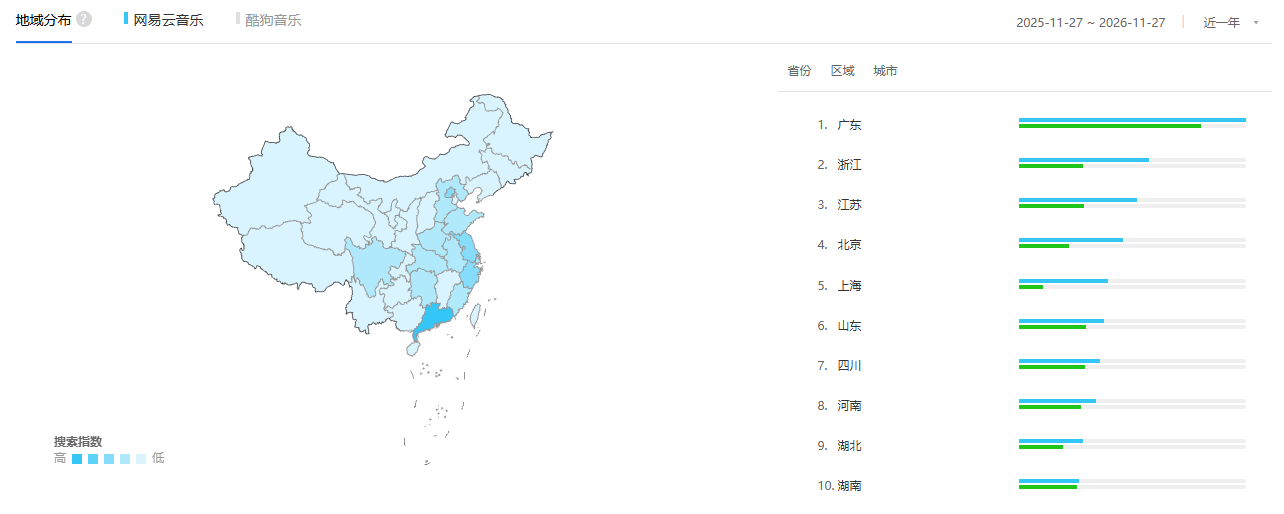 地域分布 ? 网易云音乐 酷狗音乐 2025-11-27 ~ 2026-11-27 近一年
省份 区域 城市
1. 广东
2. 浙江
3. 江苏
4. 北京
5. 上海
6. 山东
7. 四川
8. 河南
9. 湖北
10. 湖南
搜索指数
高 低